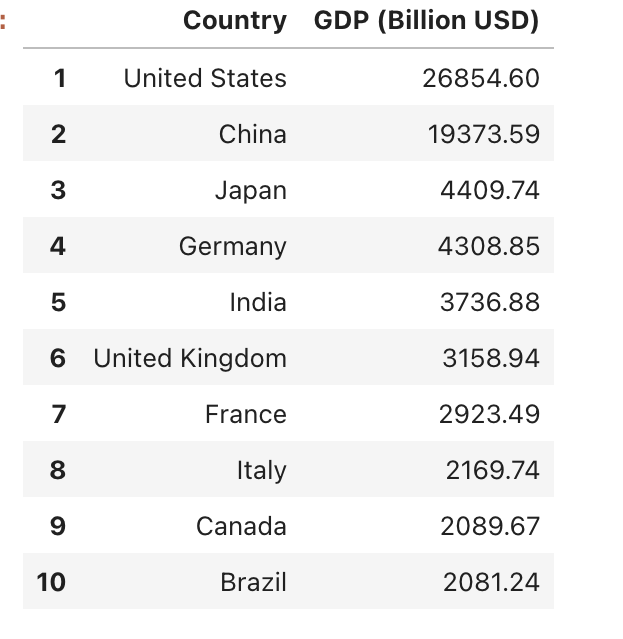 : Country GDP (Billion USD)
1 United States 26854.60
2 China 19373.59
3 Japan 4409.74
4 Germany 4308.85
5 India 3736.88
6 United Kingdom 3158.94
7 France 2923.49
8 Italy 2169.74
9 Canada 2089.67
10 Brazil 2081.24